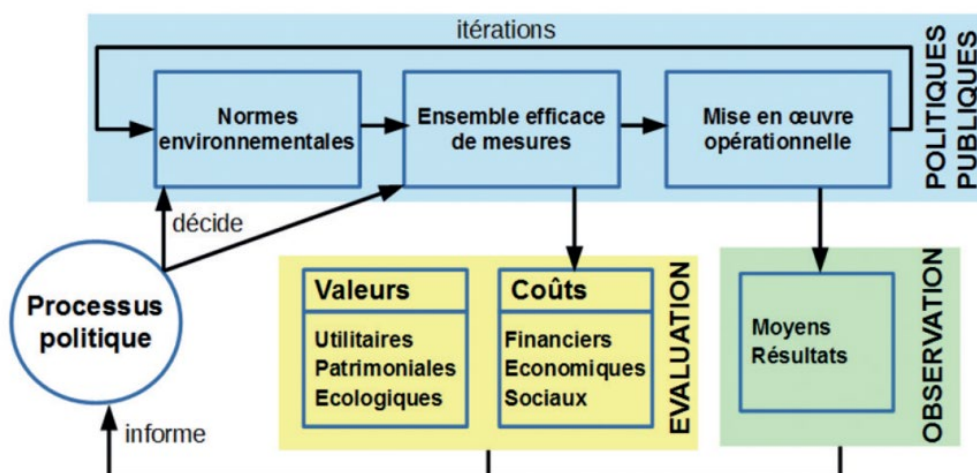 itérations
Normes
environnementales
Ensemble efficace
de mesures
Mise en œuvre
opérationnelle
POLITIQUES
PUBLIQUES
décide
Processus
politique
informe
Valeurs
Utilitaires
Patrimoniales
Ecologiques
Coûts
Financiers
Economiques
Sociaux
EVALUATION
Moyens
Résultats
OBSERVATION